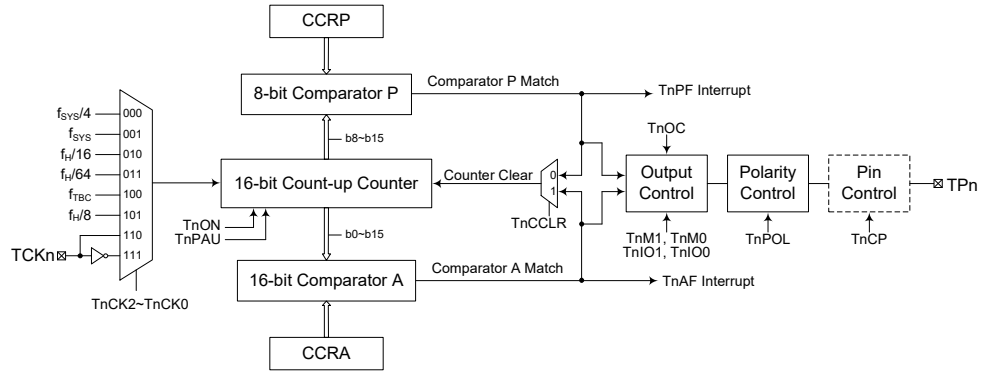 CCRP
8-bit Comparator P
Comparator P Match
TnPF Interrupt
b8~b15
fSYS/4
000
fSYS
001
fH/16
010
fH/64
011
fTBC
100
fH/8
101
110
TCKn
111
TnCK2~TnCK0
16-bit Count-up Counter
TnON
TnPAU
Counter Clear
0
1
TnCCLR
TnOC
Output
Control
TnM1, TnM0
TnIO1, TnIO0
Polarity
Control
TnPOL
Pin
Control
TnCP
TPn
b0~b15
16-bit Comparator A
Comparator A Match
TnAF Interrupt
CCRA